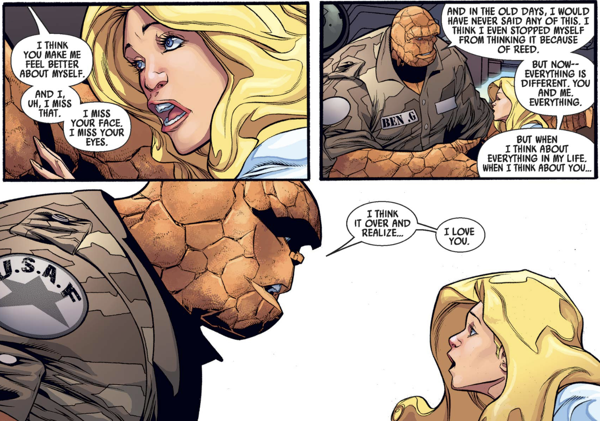 I THINK
YOU MAKE ME
FEEL BETTER
ABOUT MYSELF.
AND I,
UH, I MISS
THAT.
I MISS
YOUR FACE.
I MISS YOUR
EYES.
AND IN THE OLD DAYS, I WOULD
HAVE NEVER SAID ANY OF THIS. I
THINK I EVEN STOPPED MYSELF
FROM THINKING IT BECAUSE
OF REED.
BUT NOW--
EVERYTHING IS
DIFFERENT. YOU
AND ME.
EVERYTHING.
BEN .G
BUT WHEN
I THINK ABOUT
EVERYTHING IN MY LIFE.
WHEN I THINK ABOUT YOU...
I THINK
IT OVER AND
REALIZE...
I LOVE
YOU.
U.S.A.F